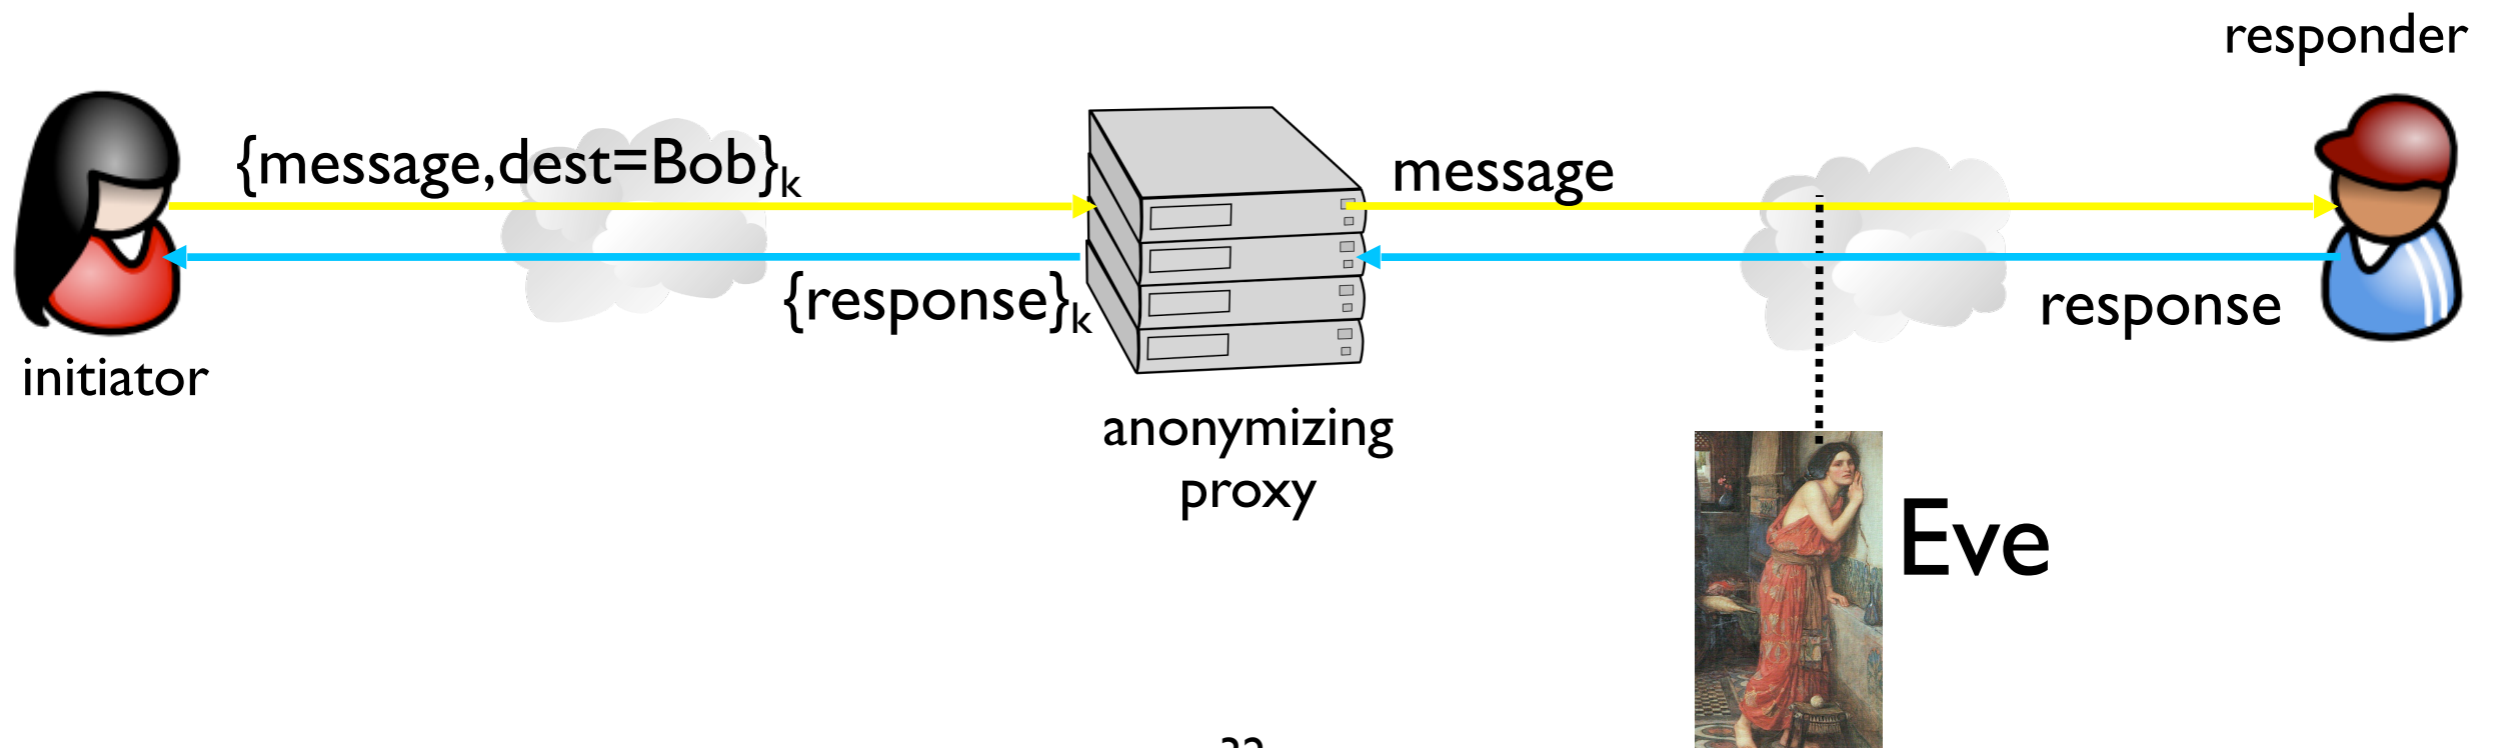 responder
{message,dest=Bob}k
message
{response}k
response
initiator
anonymizing
proxy
Eve